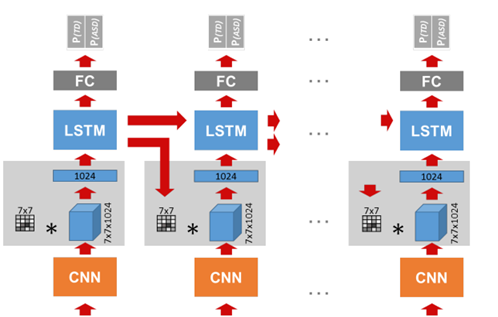 P(TD) P(ASD) P(TD) P(ASD) ... P(TD) P(ASD)
FC FC ... FC
LSTM LSTM ... LSTM
1024 1024 1024
7x7 * 7x7x1024 7x7 * 7x7x1024 ... 7x7 * 7x7x1024
CNN CNN ... CNN